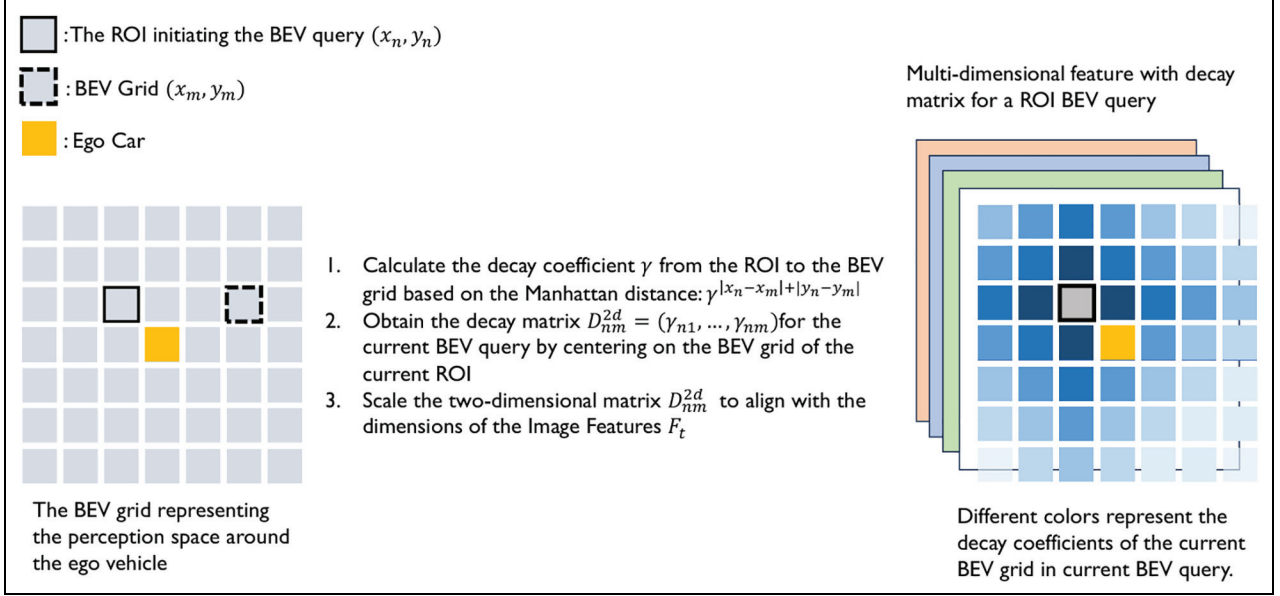 : The ROI initiating the BEV query (xₙ, yₙ)
: BEV Grid (xₘ, yₘ)
: Ego Car
The BEV grid representing
the perception space around
the ego vehicle
1. Calculate the decay coefficient γ from the ROI to the BEV
grid based on the Manhattan distance: γ^{|xₙ−xₘ|+|yₙ−yₘ|}
2. Obtain the decay matrix D^{2d}_{nm} = (γ_{n1}, ..., γ_{nm})for the
current BEV query by centering on the BEV grid of the
current ROI
3. Scale the two-dimensional matrix D^{2d}_{nm} to align with the
dimensions of the Image Features F_t
Multi-dimensional feature with decay
matrix for a ROI BEV query
Different colors represent the
decay coefficients of the current
BEV grid in current BEV query.